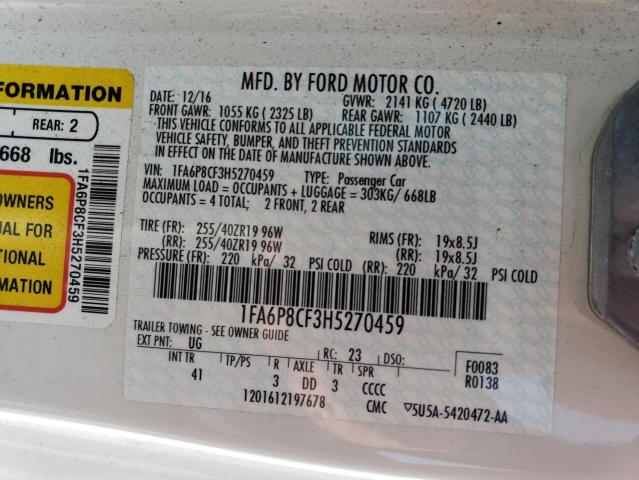 FORMATION
REAR: 2
668 lbs.
OWNERS
UAL FOR
TIONAL
MATION
1FA6P8CF3H5270459
MFD. BY FORD MOTOR CO.
DATE: 12/16 GVWR: 2141 KG ( 4720 LB)
FRONT GAWR: 1055 KG ( 2325 LB) REAR GAWR: 1107 KG ( 2440 LB)
THIS VEHICLE CONFORMS TO ALL APPLICABLE FEDERAL MOTOR
VEHICLE SAFETY, BUMPER, AND THEFT PREVENTION STANDARDS
IN EFFECT ON THE DATE OF MANUFACTURE SHOWN ABOVE.
VIN: 1FA6P8CF3H5270459 TYPE: Passenger Car
MAXIMUM LOAD = OCCUPANTS + LUGGAGE = 303KG/ 668LB
OCCUPANTS = 4 TOTAL; 2 FRONT, 2 REAR
TIRE (FR): 255/40ZR19 96W RIMS (FR): 19x8.5J
(RR): 255/40ZR19 96W (RR): 19x8.5J
PRESSURE (FR): 220 kPa/ 32 PSI COLD (RR): 220 kPa/ 32 PSI COLD
1FA6P8CF3H5270459
TRAILER TOWING - SEE OWNER GUIDE
EXT PNT: UG RC: 23 DSO: F0083
INT TR TP/PS R AXLE TR SPR R0138
41 3 DD 3 CCCC
1201612197678 CMC ▽5U5A-5420472-AA